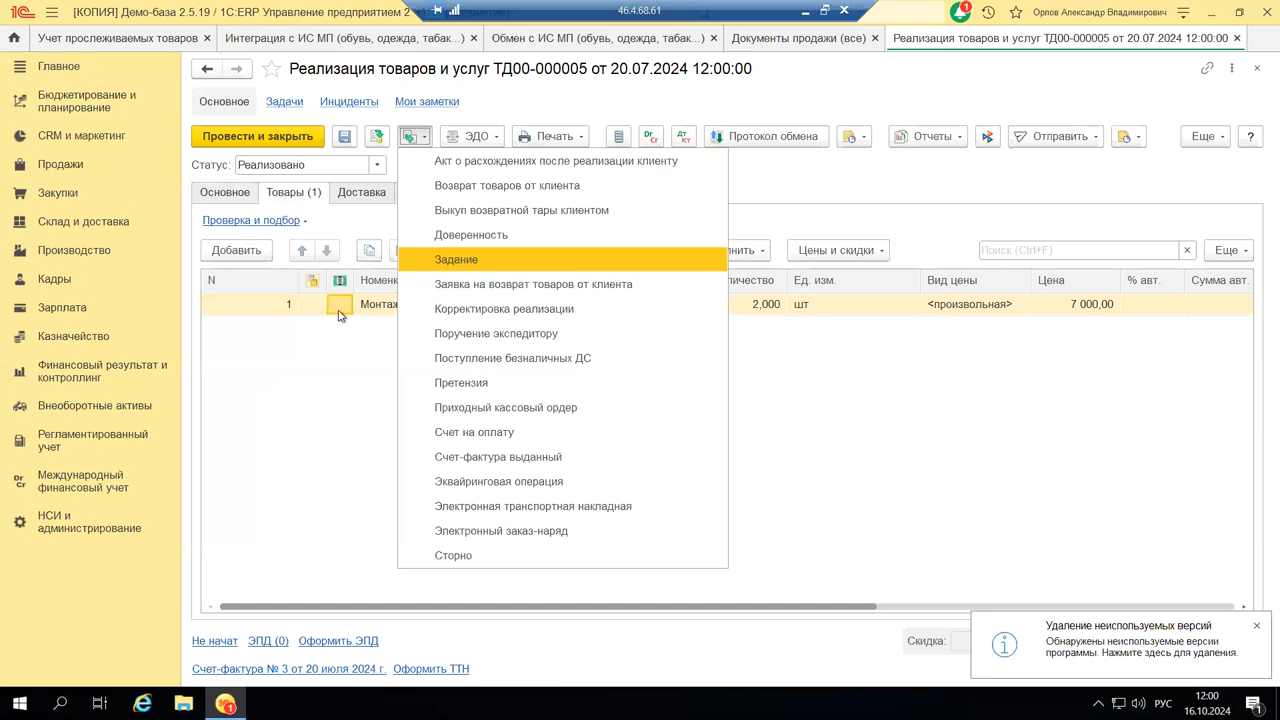 [КОПИЯ] Демо-база 2.5.19 / 1С:ERP Управление предприятием 2
46.4.68.61
Орлов Александр Владимирович
Учет прослеживаемых товаров
Интеграция с ИС МП (обувь, одежда, табак...)
Обмен с ИС МП (обувь, одежда, табак...)
Документы продажи (все)
Реализация товаров и услуг ТД00-000005 от 20.07.2024 12:00:00
Главное
Бюджетирование и
планирование
CRM и маркетинг
Продажи
Закупки
Склад и доставка
Производство
Кадры
Зарплата
Казначейство
Финансовый результат и
контроллинг
Внеоборотные активы
Регламентированный
учет
Международный
финансовый учет
НСИ и
администрирование
Реализация товаров и услуг ТД00-000005 от 20.07.2024 12:00:00
Основное Задачи Инциденты Мои заметки
Провести и закрыть ЭДО Печать Дт Кт Протокол обмена Отчеты Отправить Еще ?
Статус: Реализовано
Основное Товары (1) Доставка
Проверка и подбор
Добавить Цены и скидки Поиск (Ctrl+F) Еще
N Ед. изм. Вид цены Цена % авт. Сумма авт.
1 2,000 шт <произвольная> 7 000,00
Акт о расхождениях после реализации клиенту
Возврат товаров от клиента
Выкуп возвратной тары клиентом
Доверенность
Задание
Заявка на возврат товаров от клиента
Корректировка реализации
Поручение экспедитору
Поступление безналичных ДС
Претензия
Приходный кассовый ордер
Счет на оплату
Счет-фактура выданный
Эквайринговая операция
Электронная транспортная накладная
Электронный заказ-наряд
Сторно
Не начат ЭПД (0) Оформить ЭПД
Скидка:
Счет-фактура № 3 от 20 июля 2024 г. Оформить ТТН
Удаление неиспользуемых версий
Обнаружены неиспользуемые версии
программы. Нажмите здесь для удаления.
РУС
12:00
16.10.2024